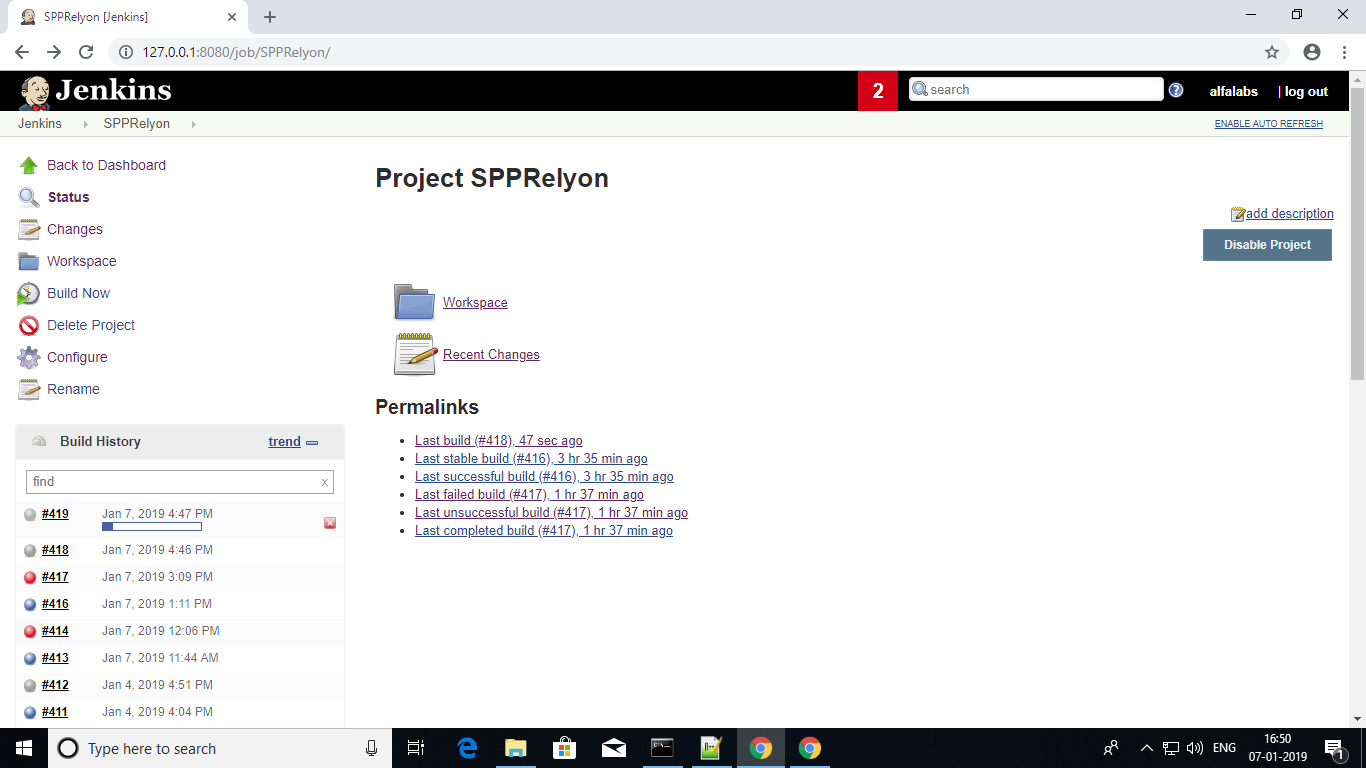 SPPRelyon [Jenkins]
127.0.0.1:8080/job/SPPRelyon/
Jenkins
2
search
alfalabs
| log out
Jenkins
SPPRelyon
ENABLE AUTO REFRESH
Back to Dashboard
Status
Changes
Workspace
Build Now
Delete Project
Configure
Rename
Project SPPRelyon
add description
Disable Project
Workspace
Recent Changes
Permalinks
Last build (#418), 47 sec ago
Last stable build (#416), 3 hr 35 min ago
Last successful build (#416), 3 hr 35 min ago
Last failed build (#417), 1 hr 37 min ago
Last unsuccessful build (#417), 1 hr 37 min ago
Last completed build (#417), 1 hr 37 min ago
Build History
trend
find
x
#419 Jan 7, 2019 4:47 PM
#418 Jan 7, 2019 4:46 PM
#417 Jan 7, 2019 3:09 PM
#416 Jan 7, 2019 1:11 PM
#414 Jan 7, 2019 12:06 PM
#413 Jan 7, 2019 11:44 AM
#412 Jan 4, 2019 4:51 PM
#411 Jan 4, 2019 4:04 PM
Type here to search
ENG
16:50
07-01-2019
1